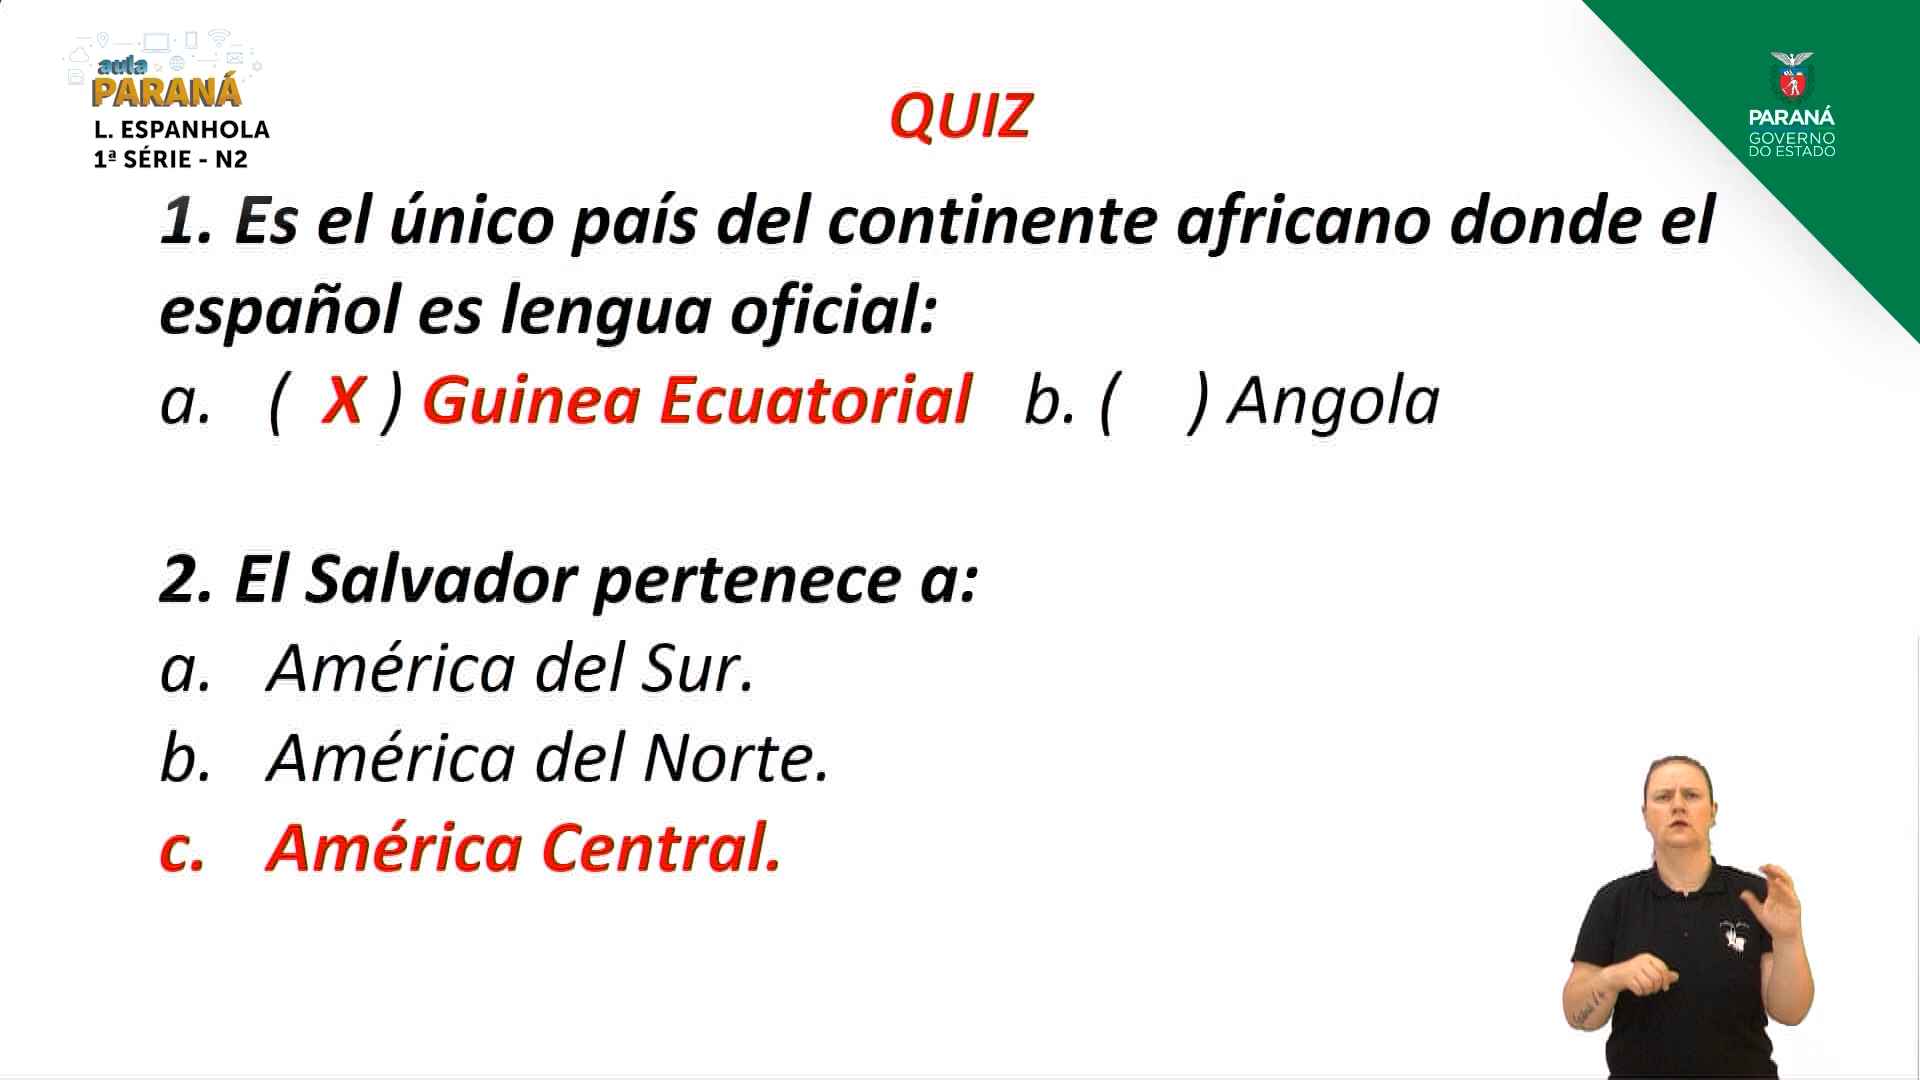 aula
PARANÁ
L. ESPANHOLA
1ª SÉRIE - N2
QUIZ
PARANÁ
GOVERNO
DO ESTADO
1. Es el único país del continente africano donde el
español es lengua oficial:
a. ( X ) Guinea Ecuatorial b. ( ) Angola
2. El Salvador pertenece a:
a. América del Sur.
b. América del Norte.
c. América Central.